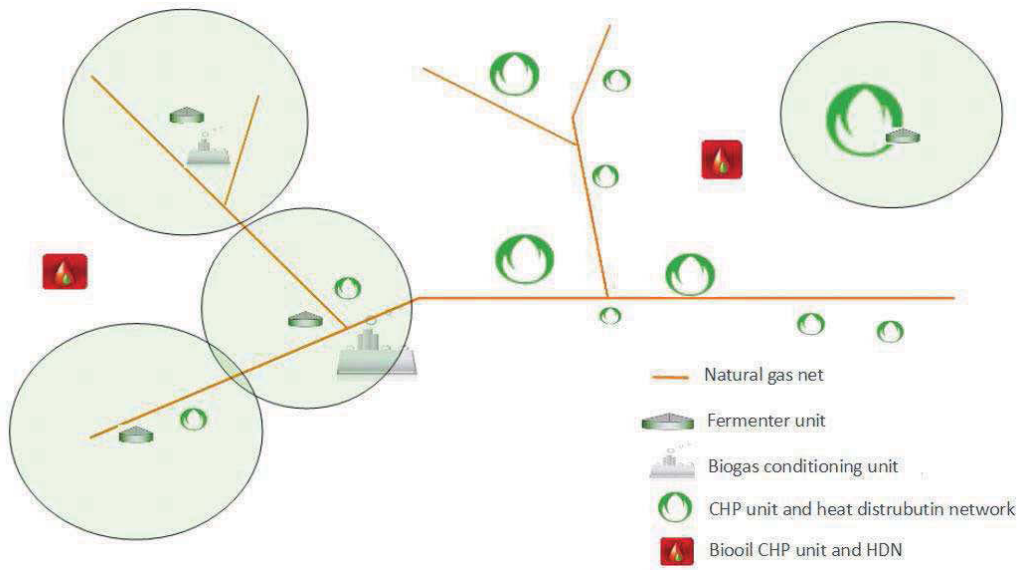 Natural gas net
Fermenter unit
Biogas conditioning unit
CHP unit and heat distrubutin network
Biooil CHP unit and HDN